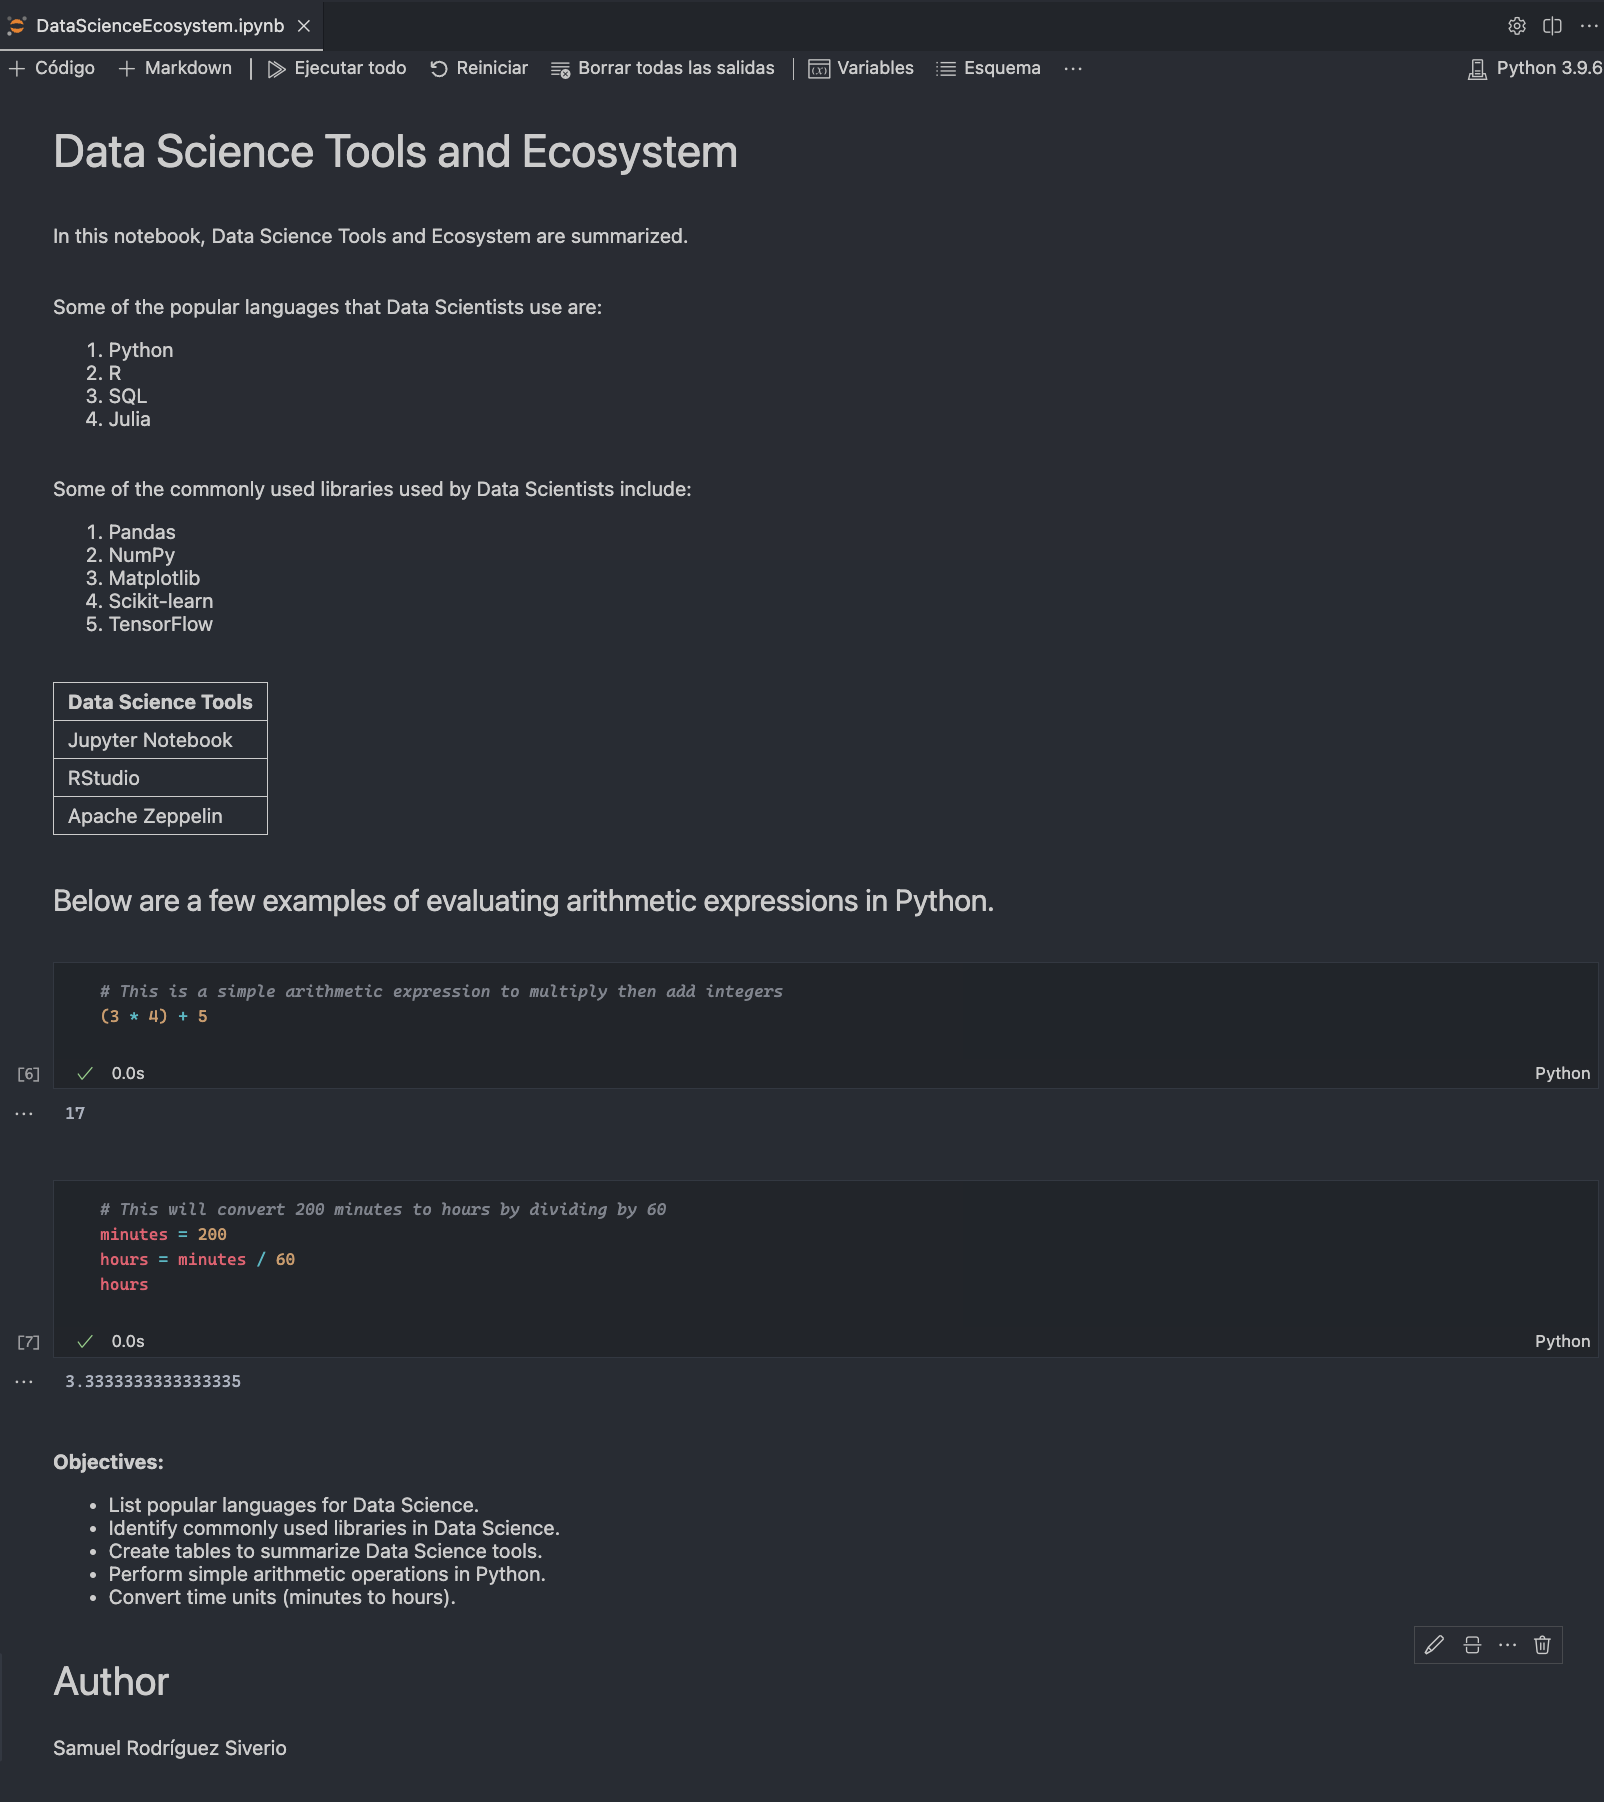 DataScienceEcosystem.ipynb
Código Markdown Ejecutar todo Reiniciar Borrar todas las salidas Variables Esquema Python 3.9.6
Data Science Tools and Ecosystem
In this notebook, Data Science Tools and Ecosystem are summarized.
Some of the popular languages that Data Scientists use are:
1. Python
2. R
3. SQL
4. Julia
Some of the commonly used libraries used by Data Scientists include:
1. Pandas
2. NumPy
3. Matplotlib
4. Scikit-learn
5. TensorFlow
Data Science Tools
Jupyter Notebook
RStudio
Apache Zeppelin
Below are a few examples of evaluating arithmetic expressions in Python.
# This is a simple arithmetic expression to multiply then add integers
(3 * 4) + 5
[6] 0.0s Python
17
# This will convert 200 minutes to hours by dividing by 60
minutes = 200
hours = minutes / 60
hours
[7] 0.0s Python
3.3333333333333335
Objectives:
• List popular languages for Data Science.
• Identify commonly used libraries in Data Science.
• Create tables to summarize Data Science tools.
• Perform simple arithmetic operations in Python.
• Convert time units (minutes to hours).
Author
Samuel Rodríguez Siverio